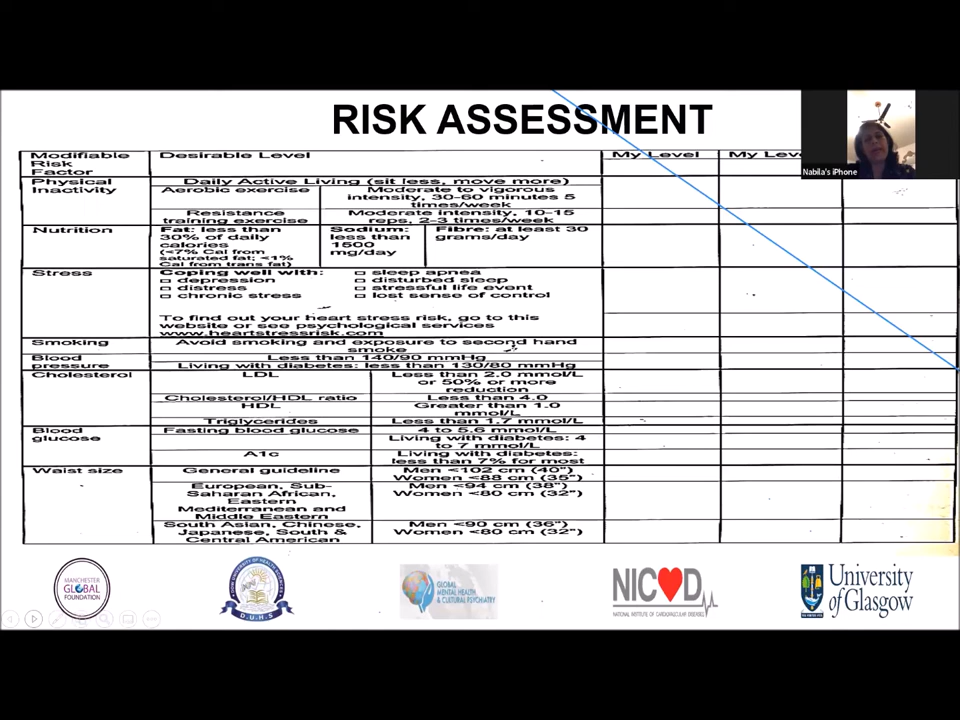 RISK ASSESSMENT
Nabila's iPhone
Modifiable Risk Factor
Desirable Level
My Level
My Leve
Physical Inactivity
Daily Active Living (sit less, move more)
Aerobic exercise
Moderate to vigorous
intensity, 30-60 minutes 5
times/week
Resistance
training exercise
Moderate intensity, 10-15
reps, 2-3 times/week
Nutrition
Fat: less than
30% of daily
calories
(<7% Cal from
saturated fat; <1%
Cal from trans fat)
Sodium:
less than
1500
mg/day
Fibre: at least 30
grams/day
Stress
Coping well with:
□ depression
□ distress
□ chronic stress
□ sleep apnea
□ disturbed sleep
□ stressful life event
□ lost sense of control
To find out your heart stress risk, go to this
website or see psychological services
www.heartstressrisk.com
Smoking
Avoid smoking and exposure to second hand
smoke
Blood
pressure
Less than 140/90 mmHg
Living with diabetes: less than 130/80 mmHg
Cholesterol
LDL
Less than 2.0 mmol/L
or 50% or more
reduction
Cholesterol/HDL ratio
Less than 4.0
HDL
Greater than 1.0
mmol/L
Triglycerides
Less than 1.7 mmol/L
Blood
glucose
Fasting blood glucose
4 to 5.6 mmol/L
Living with diabetes: 4
to 7 mmol/L
A1c
Living with diabetes:
less than 7% for most
Waist size
General guideline
Men <102 cm (40")
Women <88 cm (35")
European, Sub-
Saharan African,
Eastern
Mediterranean and
Middle Eastern
Men <94 cm (38")
Women <80 cm (32")
South Asian, Chinese,
Japanese, South &
Central American
Men <90 cm (36")
Women <80 cm (32")
MANCHESTER
GLOBAL
FOUNDATION
D.U.H.S
GLOBAL
MENTAL HEALTH
& CULTURAL PSYCHIATRY
NICVD
NATIONAL INSTITUTE OF CARDIOVASCULAR DISEASES
University
of Glasgow